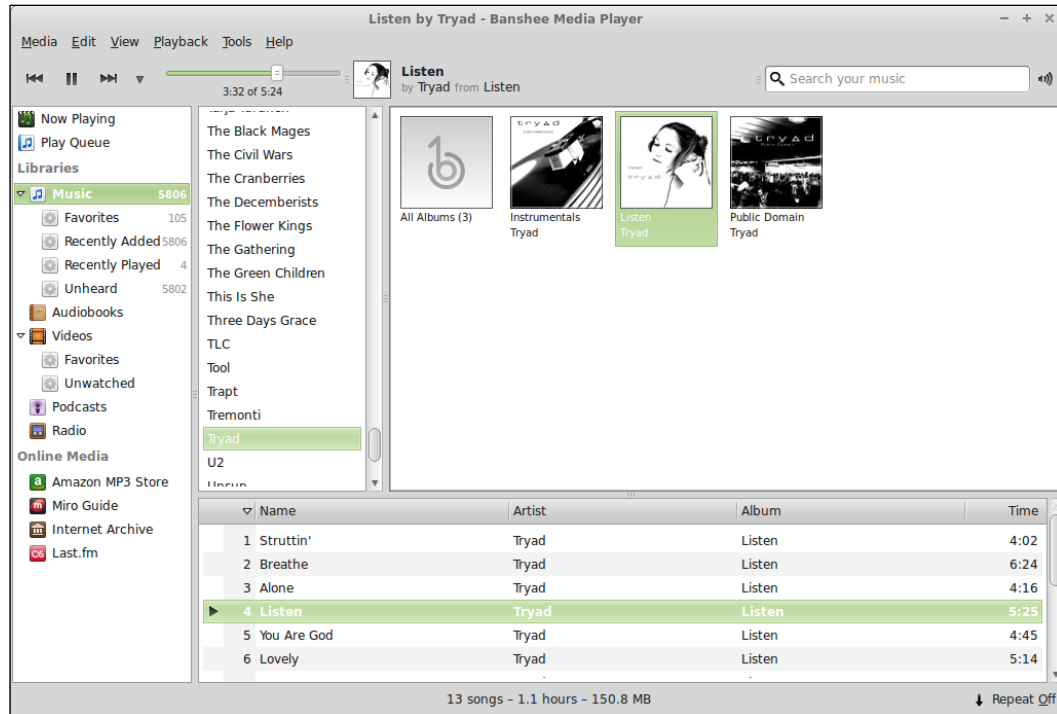 Listen by Tryad - Banshee Media Player
Media Edit View Playback Tools Help
3:32 of 5:24
Listen
by Tryad from Listen
Search your music
Now Playing
Play Queue
Libraries
Music 5806
Favorites 105
Recently Added 5806
Recently Played 4
Unheard 5802
Audiobooks
Videos
Favorites
Unwatched
Podcasts
Radio
Online Media
Amazon MP3 Store
Miro Guide
Internet Archive
Last.fm
The Black Mages
The Civil Wars
The Cranberries
The Decemberists
The Flower Kings
The Gathering
The Green Children
This Is She
Three Days Grace
TLC
Tool
Trapt
Tremonti
Tryad
U2
All Albums (3)
tryad
Instrumentals
Tryad
tryad
Listen
Tryad
tryad
Public Domain
Public Domain
Tryad
Name Artist Album Time
1 Struttin' Tryad Listen 4:02
2 Breathe Tryad Listen 6:24
3 Alone Tryad Listen 4:16
4 Listen Tryad Listen 5:25
5 You Are God Tryad Listen 4:45
6 Lovely Tryad Listen 5:14
13 songs – 1.1 hours – 150.8 MB
Repeat Off